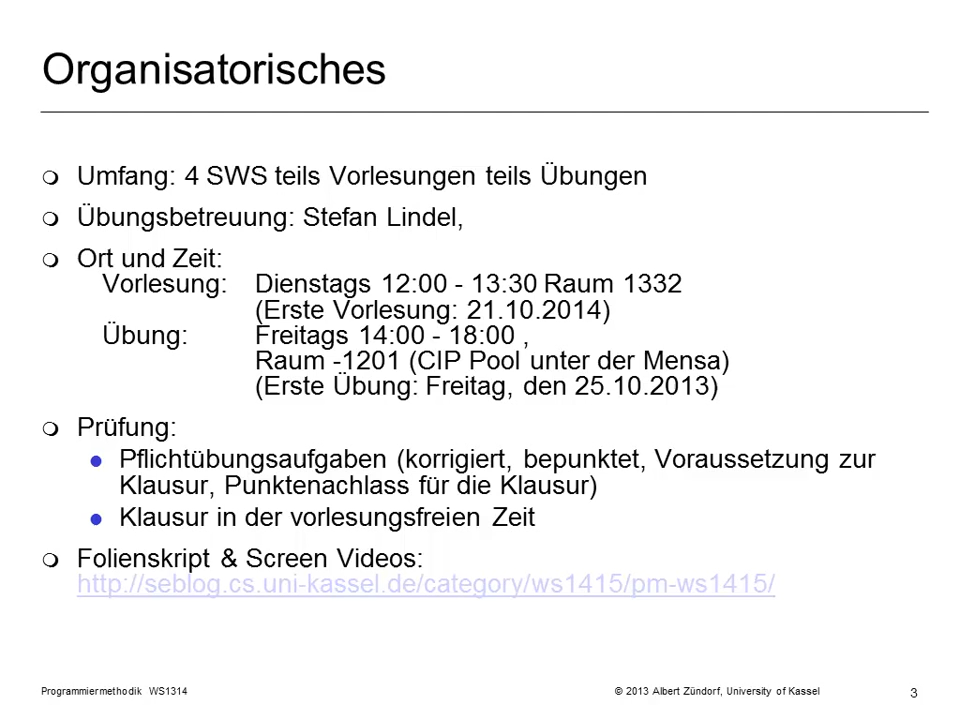 Organisatorisches
Umfang: 4 SWS teils Vorlesungen teils Übungen
Übungsbetreuung: Stefan Lindel,
Ort und Zeit:
Vorlesung: Dienstags 12:00 - 13:30 Raum 1332
(Erste Vorlesung: 21.10.2014)
Übung: Freitags 14:00 - 18:00 ,
Raum -1201 (CIP Pool unter der Mensa)
(Erste Übung: Freitag, den 25.10.2013)
Prüfung:
Pflichtübungsaufgaben (korrigiert, bepunktet, Voraussetzung zur
Klausur, Punktenachlass für die Klausur)
Klausur in der vorlesungsfreien Zeit
Folienskript & Screen Videos:
http://seblog.cs.uni-kassel.de/category/ws1415/pm-ws1415/
Programmiermethodik WS1314 © 2013 Albert Zündorf, University of Kassel 3